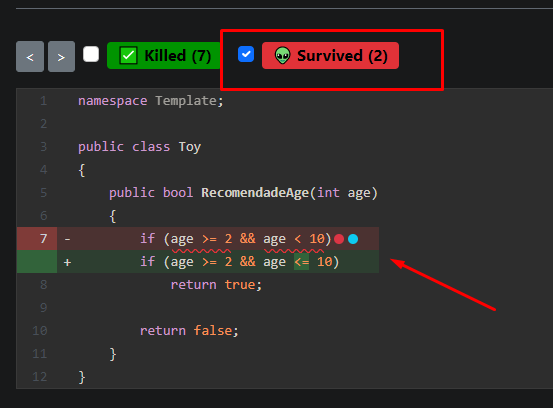 < > ✅ Killed (7) 👽 Survived (2)
1 namespace Template;
2
3 public class Toy
4 {
5 public bool RecomendadeAge(int age)
6 {
7 - if (age >= 2 && age < 10)
+ if (age >= 2 && age <= 10)
8 return true;
9
10 return false;
11 }
12 }